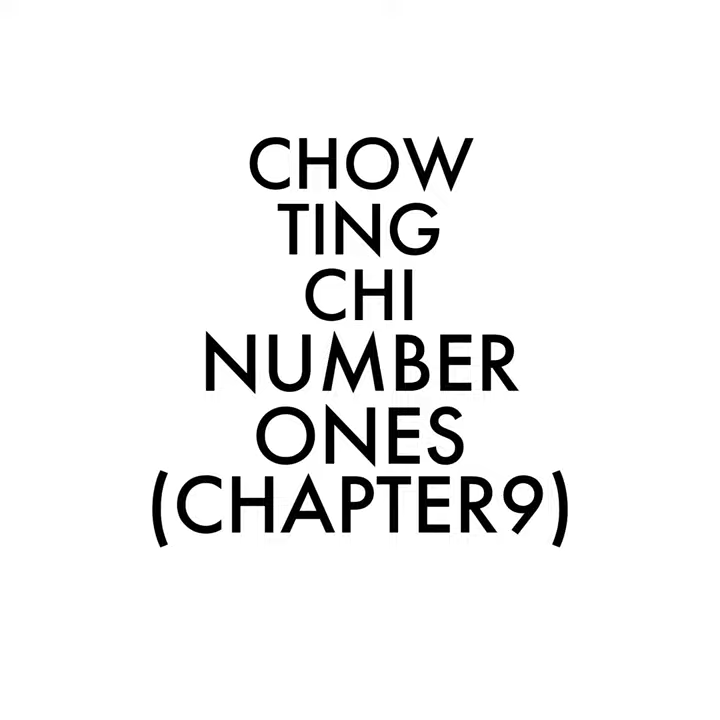 CHOW
TING
CHI
NUMBER
ONES
(CHAPTER9)